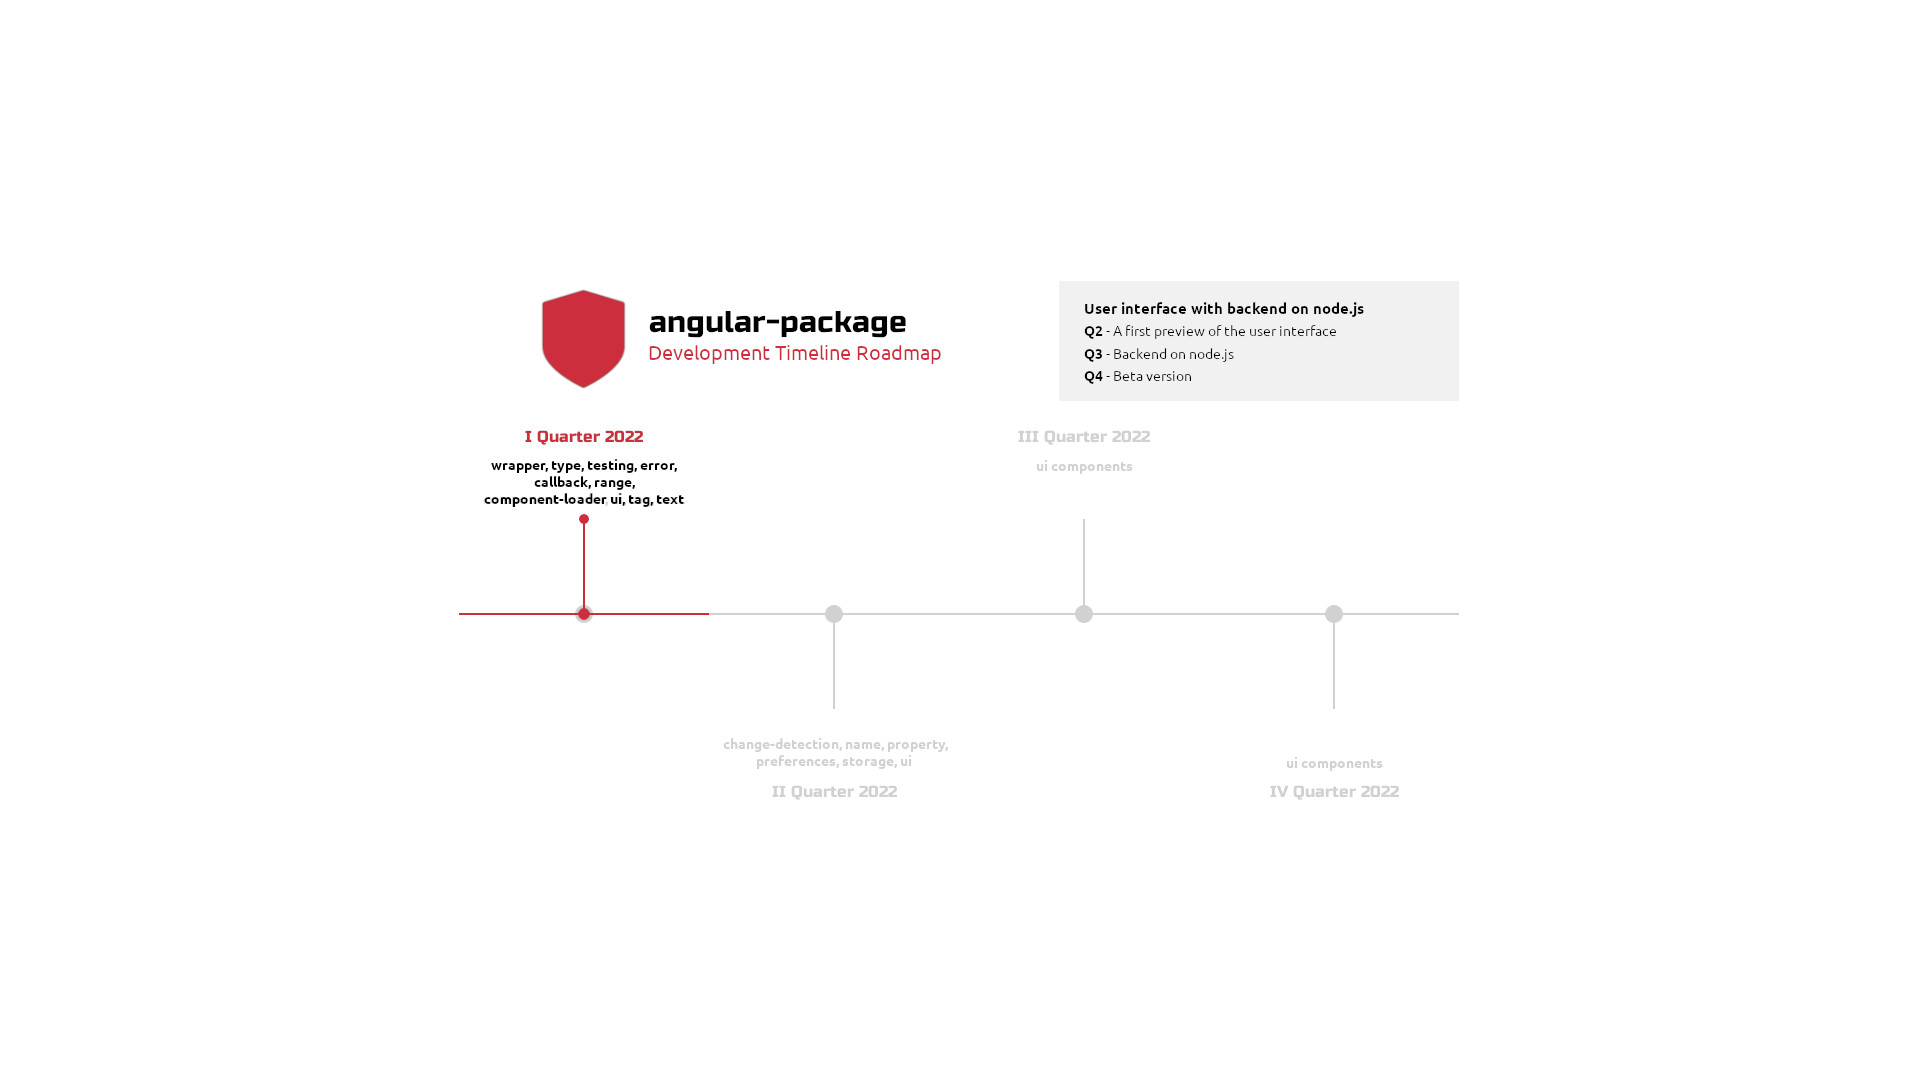 angular-package
Development Timeline Roadmap
User interface with backend on node.js
Q2 - A first preview of the user interface
Q3 - Backend on node.js
Q4 - Beta version
I Quarter 2022
wrapper, type, testing, error,
callback, range,
component-loader ui, tag, text
III Quarter 2022
ui components
change-detection, name, property,
preferences, storage, ui
II Quarter 2022
ui components
IV Quarter 2022